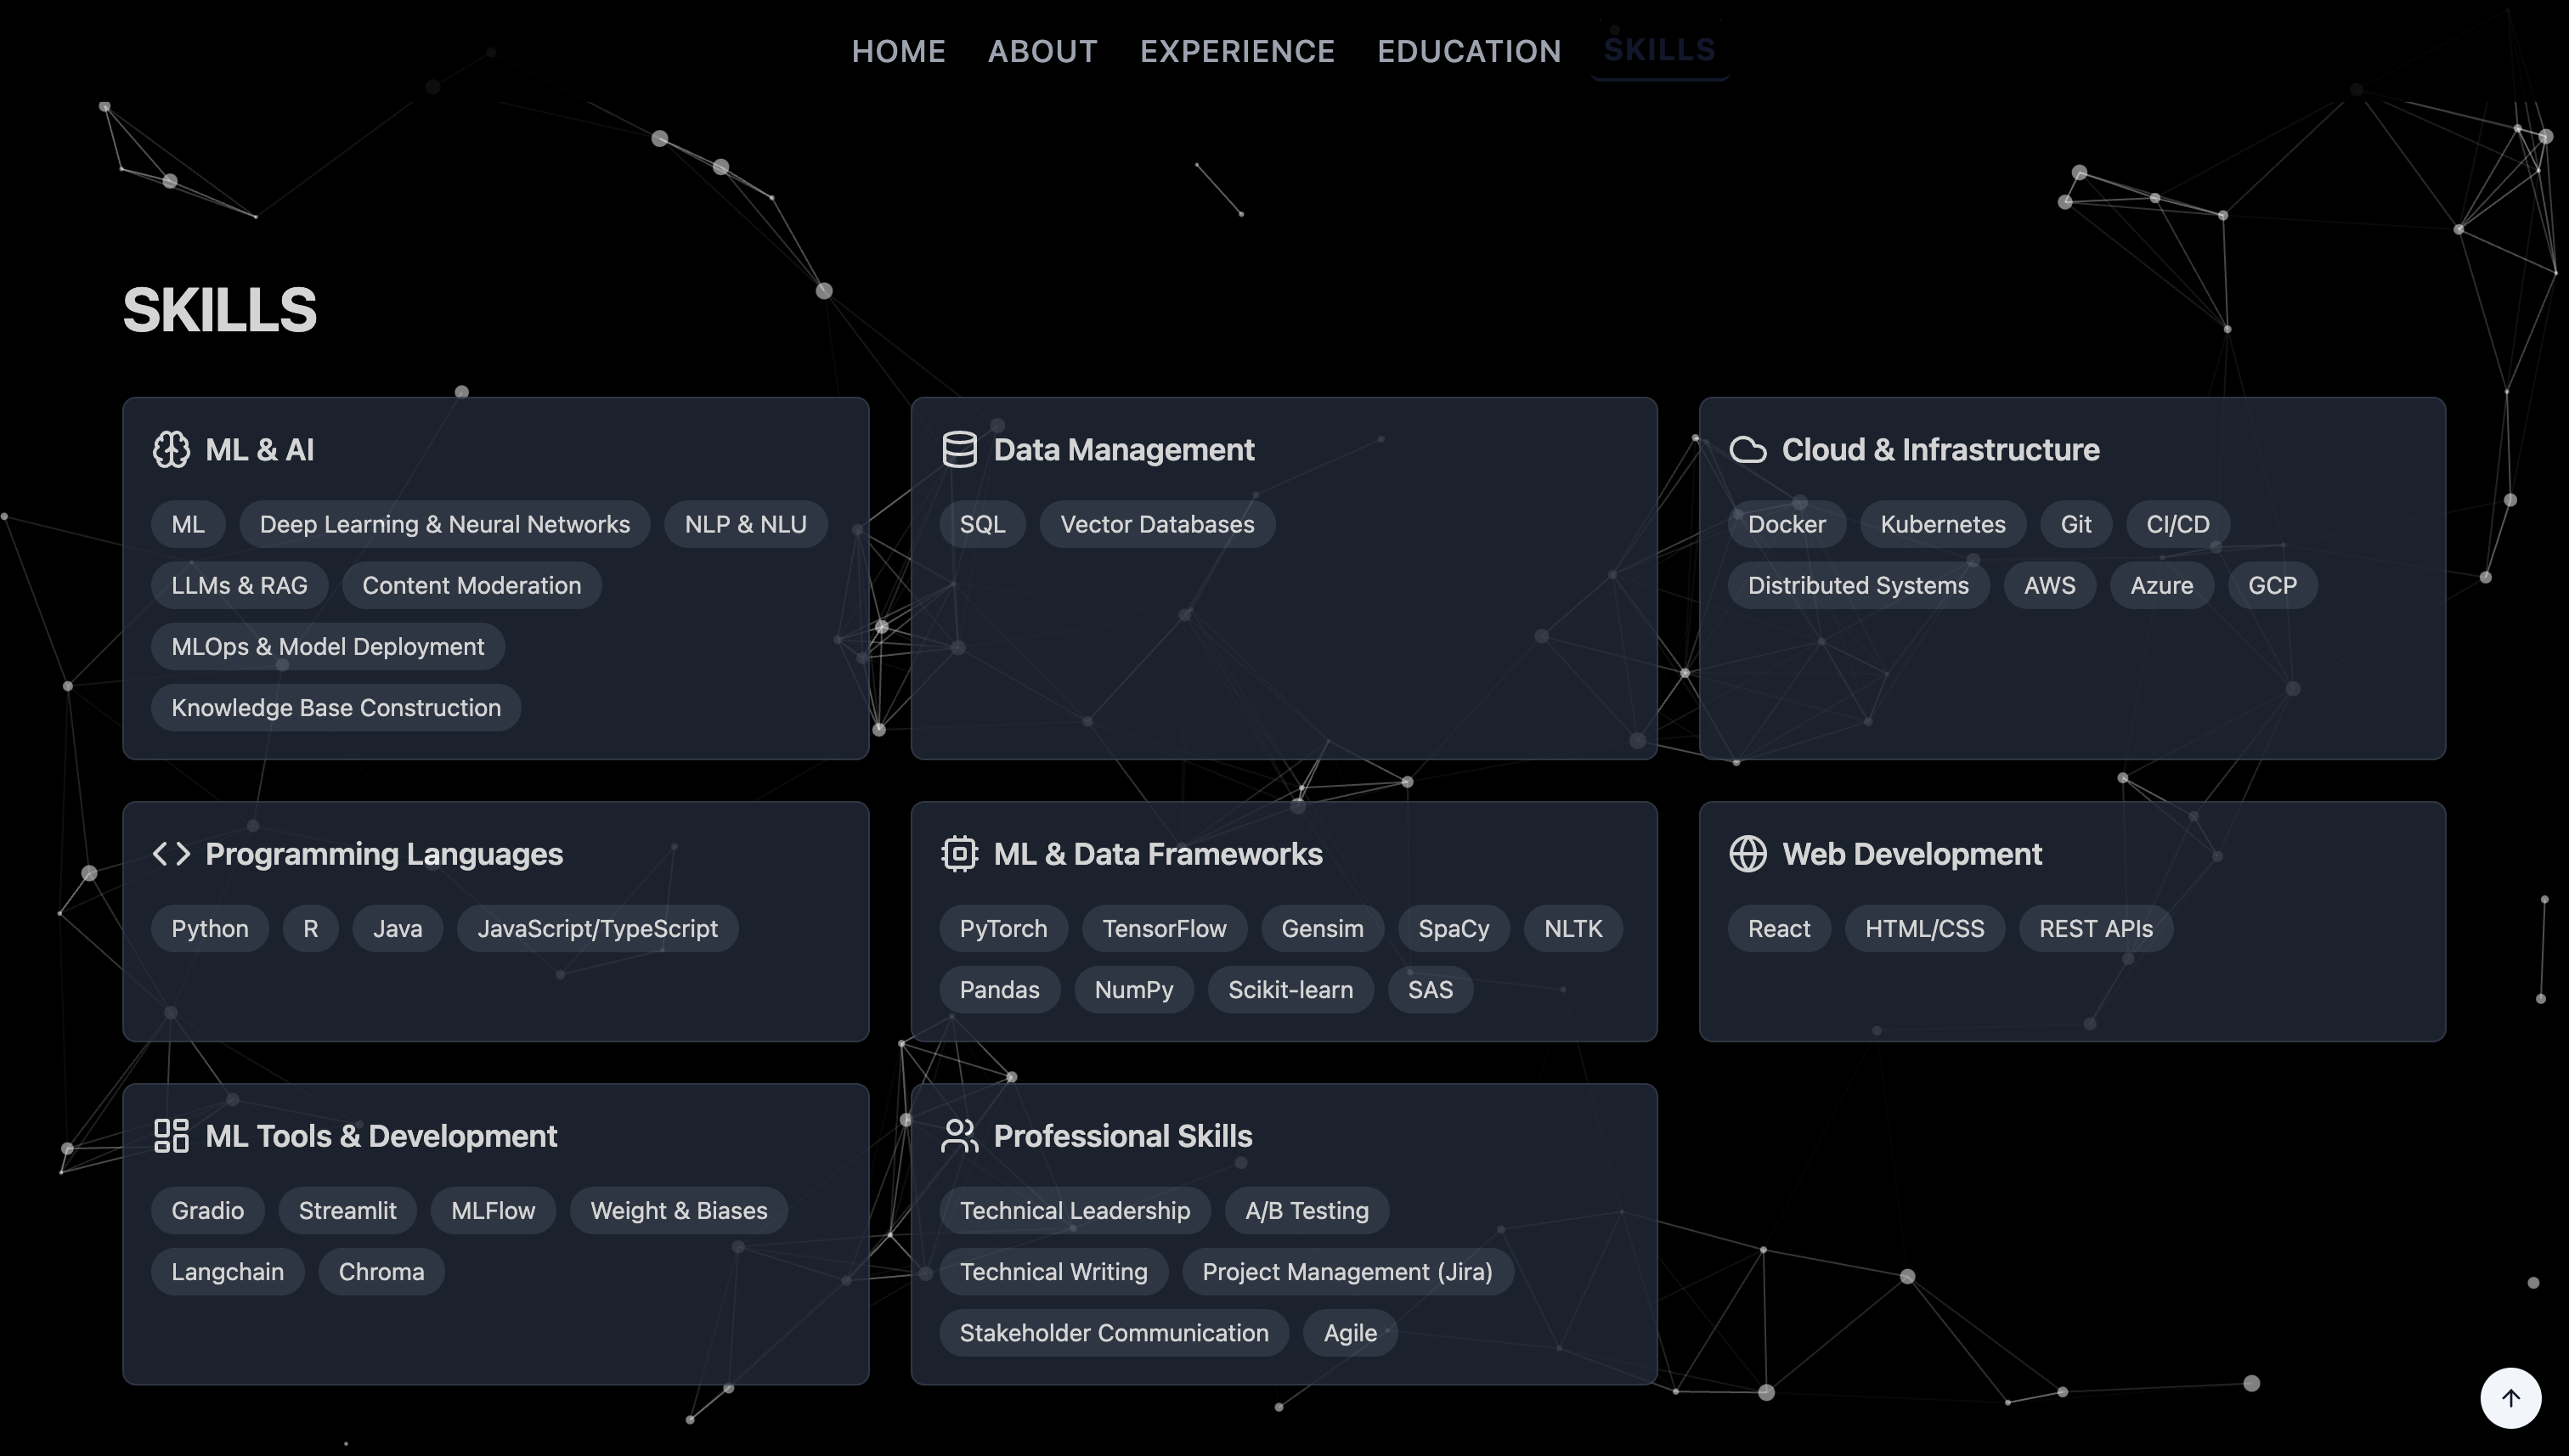 HOME ABOUT EXPERIENCE EDUCATION SKILLS
SKILLS
ML & AI
ML Deep Learning & Neural Networks NLP & NLU
LLMs & RAG Content Moderation
MLOps & Model Deployment
Knowledge Base Construction
Data Management
SQL Vector Databases
Cloud & Infrastructure
Docker Kubernetes Git CI/CD
Distributed Systems AWS Azure GCP
Programming Languages
Python R Java JavaScript/TypeScript
ML & Data Frameworks
PyTorch TensorFlow Gensim SpaCy NLTK
Pandas NumPy Scikit-learn SAS
Web Development
React HTML/CSS REST APIs
ML Tools & Development
Gradio Streamlit MLFlow Weight & Biases
Langchain Chroma
Professional Skills
Technical Leadership A/B Testing
Technical Writing Project Management (Jira)
Stakeholder Communication Agile